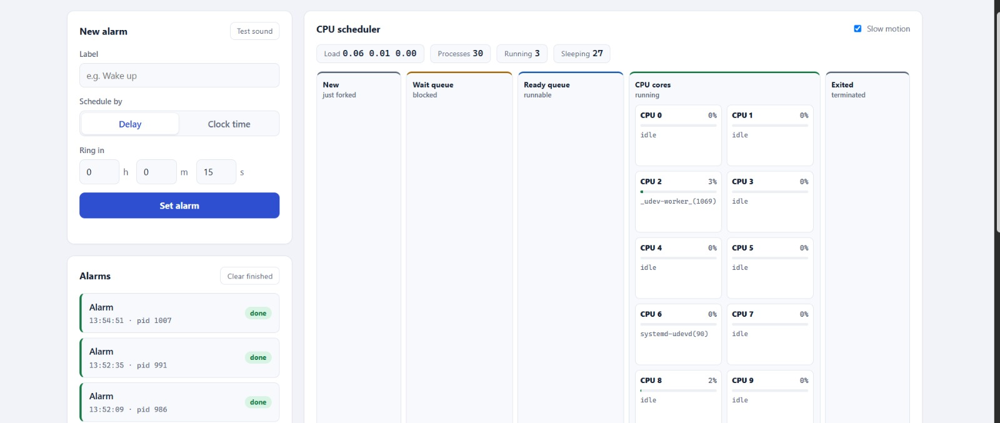 New alarm
Test sound
Label
e.g. Wake up
Schedule by
Delay
Clock time
Ring in
0 h 0 m 15 s
Set alarm
Alarms
Clear finished
Alarm
13:54:51 · pid 1007
done
Alarm
13:52:35 · pid 991
done
Alarm
13:52:09 · pid 986
done
CPU scheduler
Slow motion
Load 0.06 0.01 0.00
Processes 30
Running 3
Sleeping 27
New
just forked
Wait queue
blocked
Ready queue
runnable
CPU cores
running
CPU 0 0%
idle
CPU 1 0%
idle
CPU 2 3%
_udev-worker_(1069)
CPU 3 0%
idle
CPU 4 0%
idle
CPU 5 0%
idle
CPU 6 0%
systemd-udevd(90)
CPU 7 0%
idle
CPU 8 2%
idle
CPU 9 0%
idle
Exited
terminated